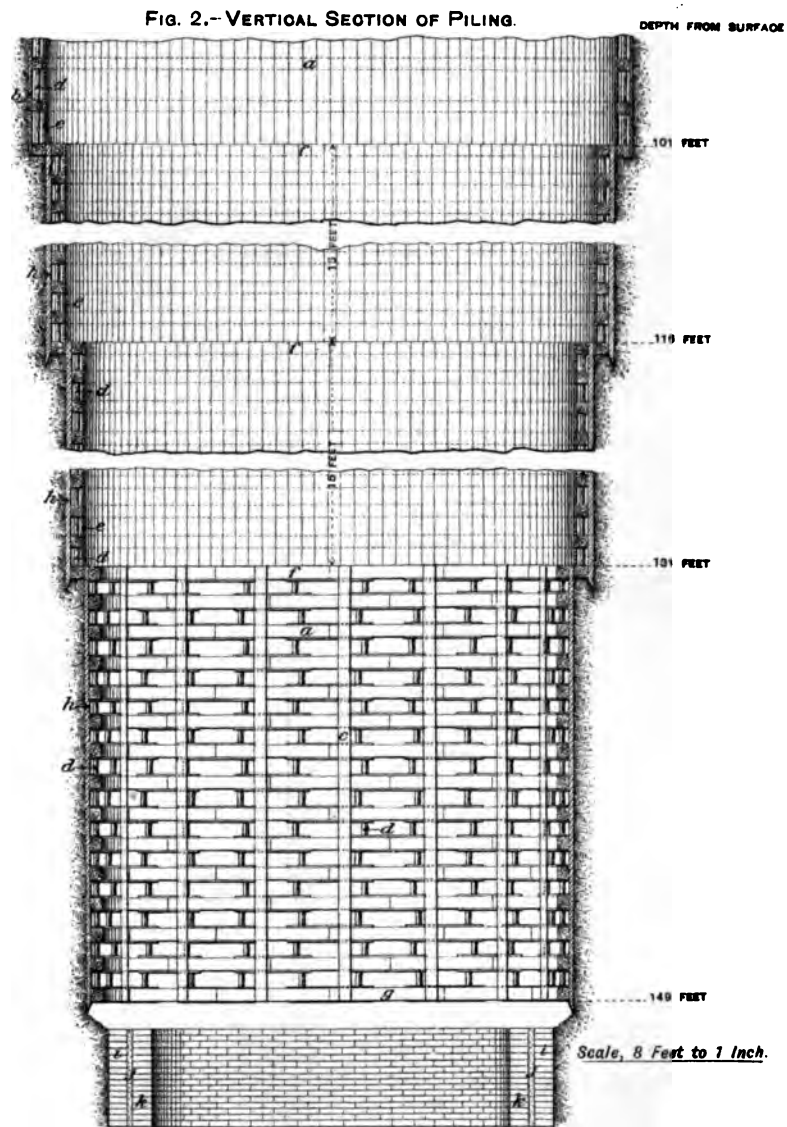 FIG. 2.--VERTICAL SECTION OF PILING.
DEPTH FROM SURFACE
a
d
b
e
101 FEET
f
15 FEET
h
e
116 FEET
f
d
15 FEET
h
e
d
131 FEET
f
a
h
c
d
d
g
149 FEET
Scale, 8 Feet to 1 Inch.
i
i
j
j
k
k